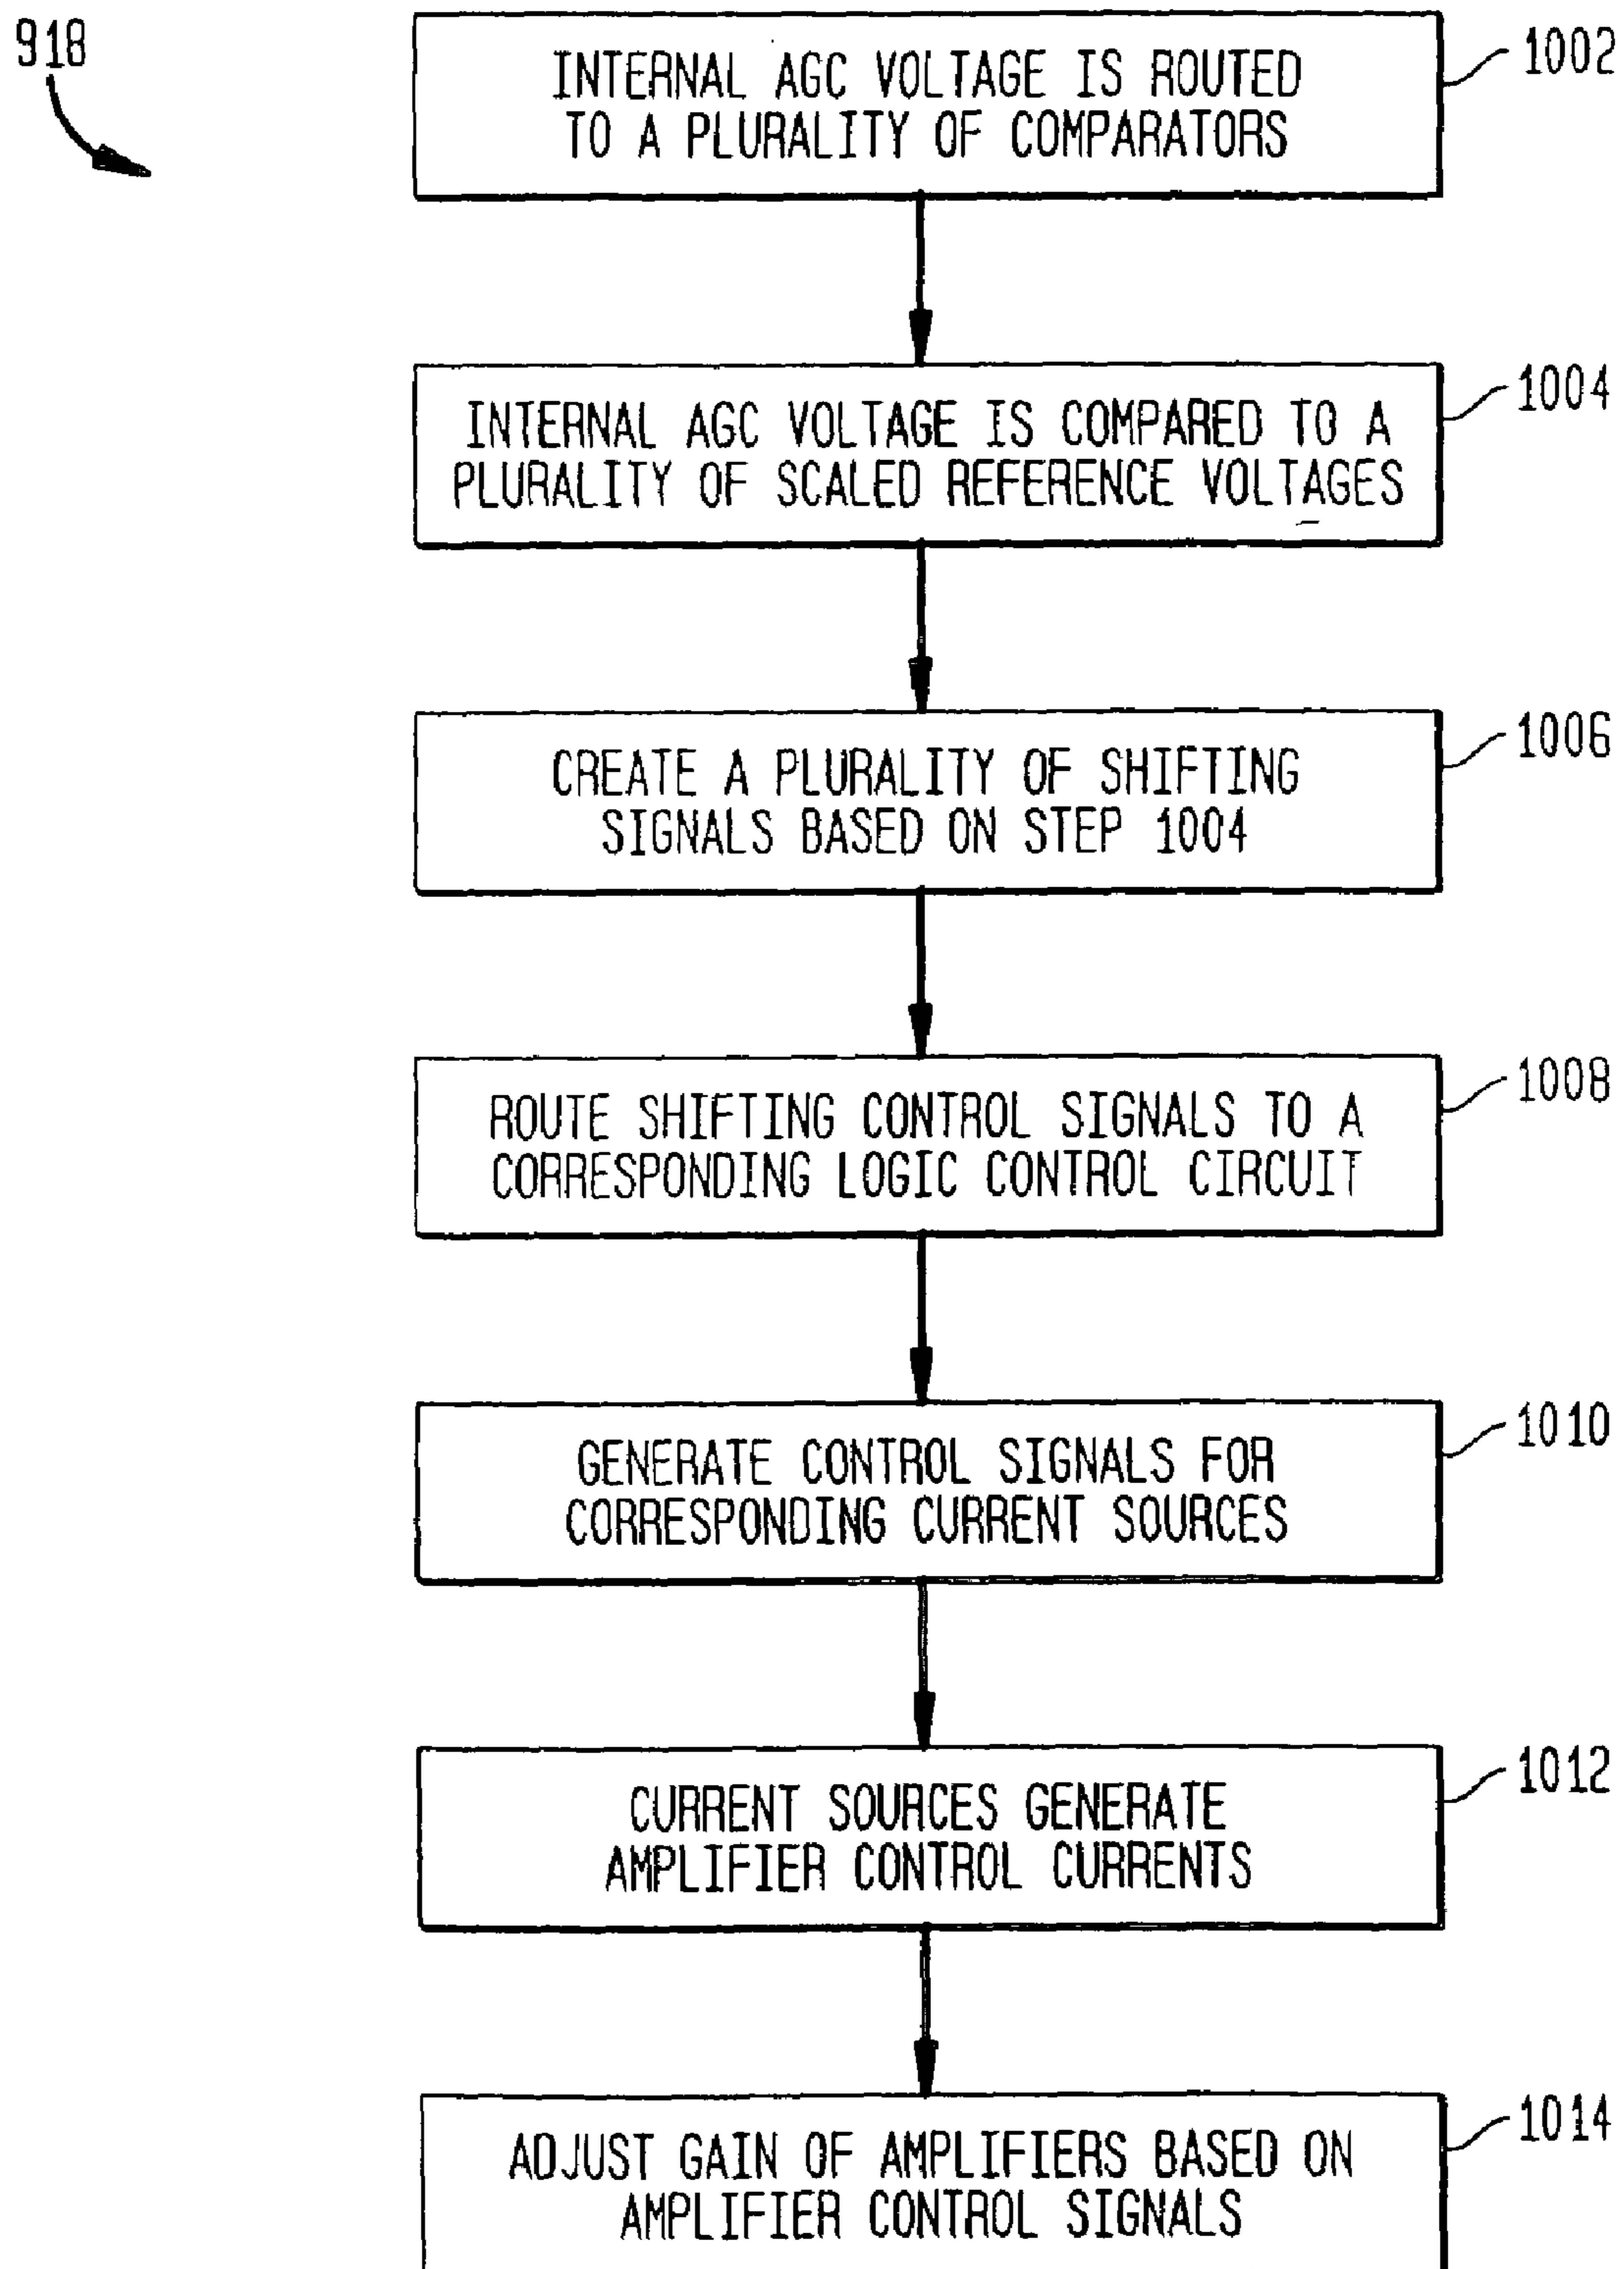 918
INTERNAL AGC VOLTAGE IS ROUTED
TO A PLURALITY OF COMPARATORS
1002
INTERNAL AGC VOLTAGE IS COMPARED TO A
PLURALITY OF SCALED REFERENCE VOLTAGES
1004
CREATE A PLURALITY OF SHIFTING
SIGNALS BASED ON STEP 1004
1006
ROUTE SHIFTING CONTROL SIGNALS TO A
CORRESPONDING LOGIC CONTROL CIRCUIT
1008
GENERATE CONTROL SIGNALS FOR
CORRESPONDING CURRENT SOURCES
1010
CURRENT SOURCES GENERATE
AMPLIFIER CONTROL CURRENTS
1012
ADJUST GAIN OF AMPLIFIERS BASED ON
AMPLIFIER CONTROL SIGNALS
1014